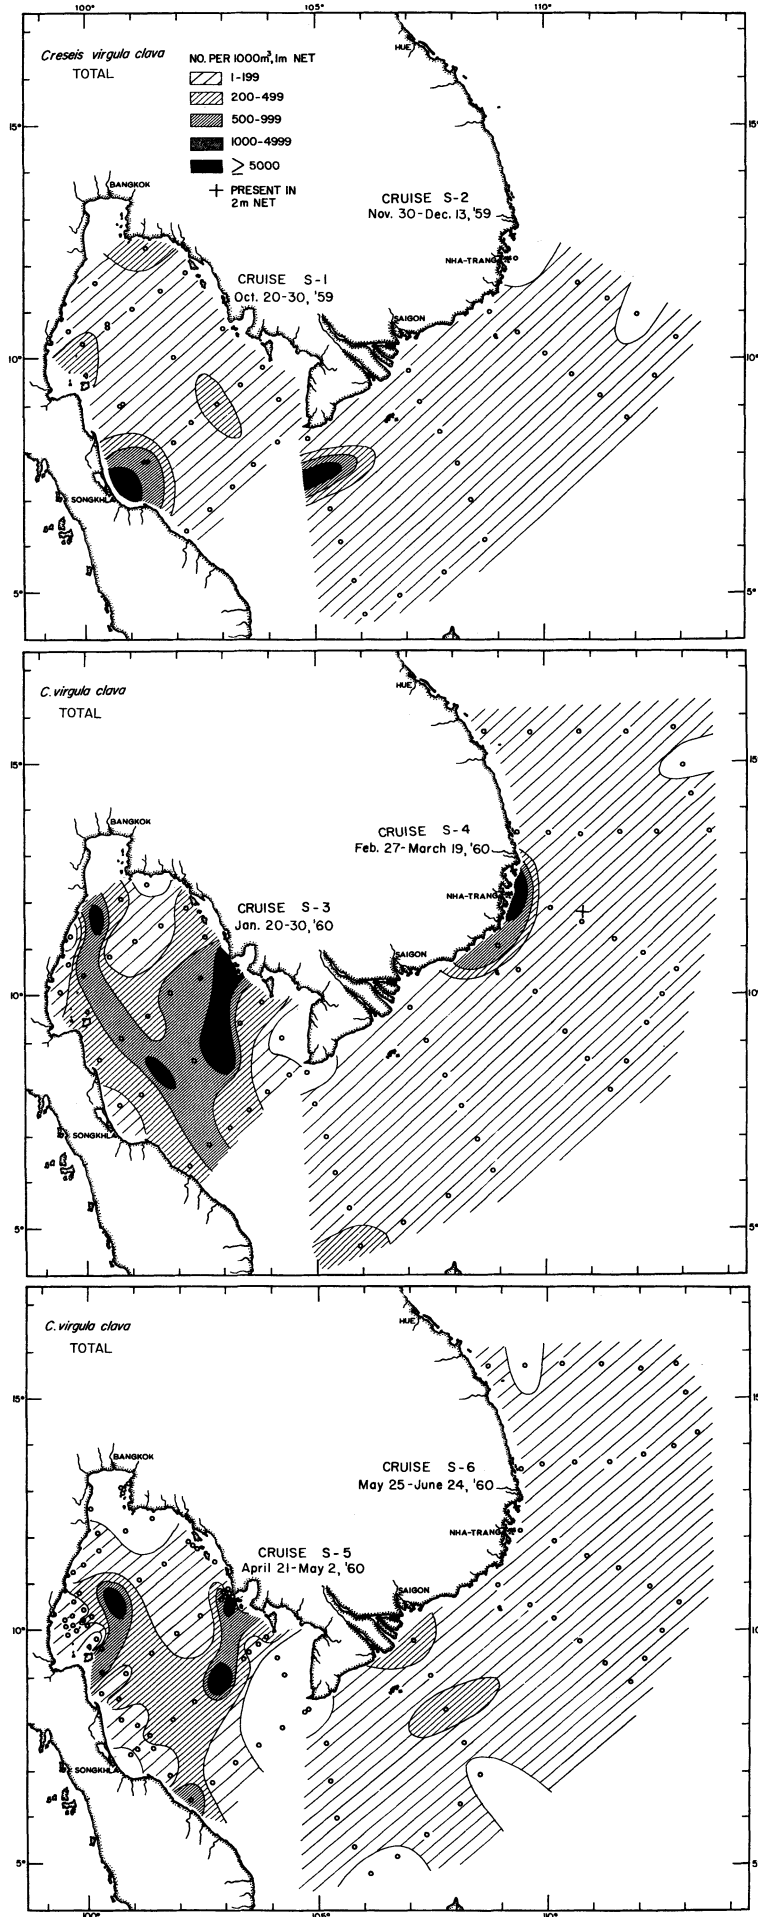 100° 105° 110°
Creseis virgula clava
TOTAL
NO. PER 1000m³, 1m NET
1-199
200-499
500-999
1000-4999
≥ 5000
+ PRESENT IN
2m NET
HUE
15°
BANGKOK
CRUISE S-2
Nov. 30-Dec. 13, '59
NHA-TRANG
CRUISE S-1
Oct. 20-30, '59
SAIGON
10° 10°
SONGKHLA
5° 5°
C. virgula clava
TOTAL
HUE
15° 15°
BANGKOK
CRUISE S-4
Feb. 27-March 19, '60
NHA-TRANG
CRUISE S-3
Jan. 20-30, '60
SAIGON
10° 10°
SONGKHLA
5° 5°
C. virgula clava
TOTAL
HUE
15° 15°
BANGKOK
CRUISE S-6
May 25-June 24, '60
NHA-TRANG
CRUISE S-5
April 21-May 2, '60
SAIGON
10° 10°
SONGKHLA
5°
100° 105° 110°